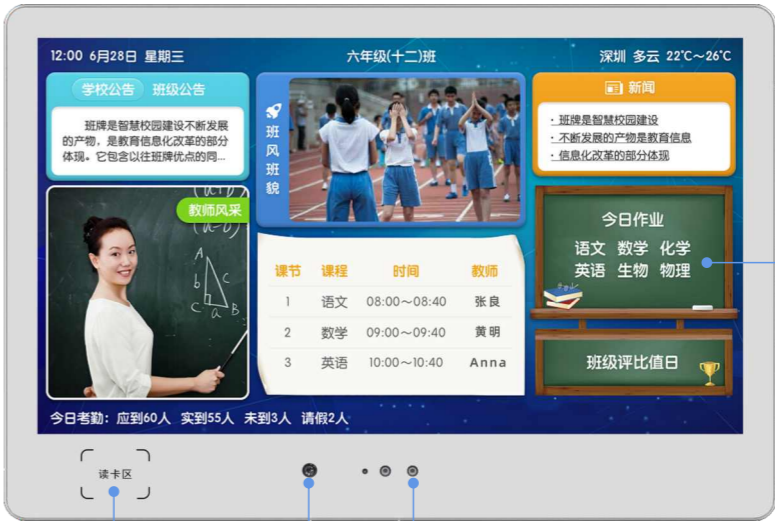 12:00 6月28日 星期三
六年级(十二)班
深圳 多云 22℃~26℃
学校公告 班级公告
班牌是智慧校园建设不断发展
的产物，是教育信息化改革的部分
体现。它包含以往班牌优点的同...
班风班貌
新闻
· 班牌是智慧校园建设
· 不断发展的产物是教育信息
· 信息化改革的部分体现
教师风采
A
b
c
C
a
B
课节 课程 时间 教师
1 语文 08:00~08:40 张良
2 数学 09:00~09:40 黄明
3 英语 10:00~10:40 Anna
今日作业
语文 数学 化学
英语 生物 物理
班级评比值日
今日考勤：应到60人 实到55人 未到3人 请假2人
读卡区